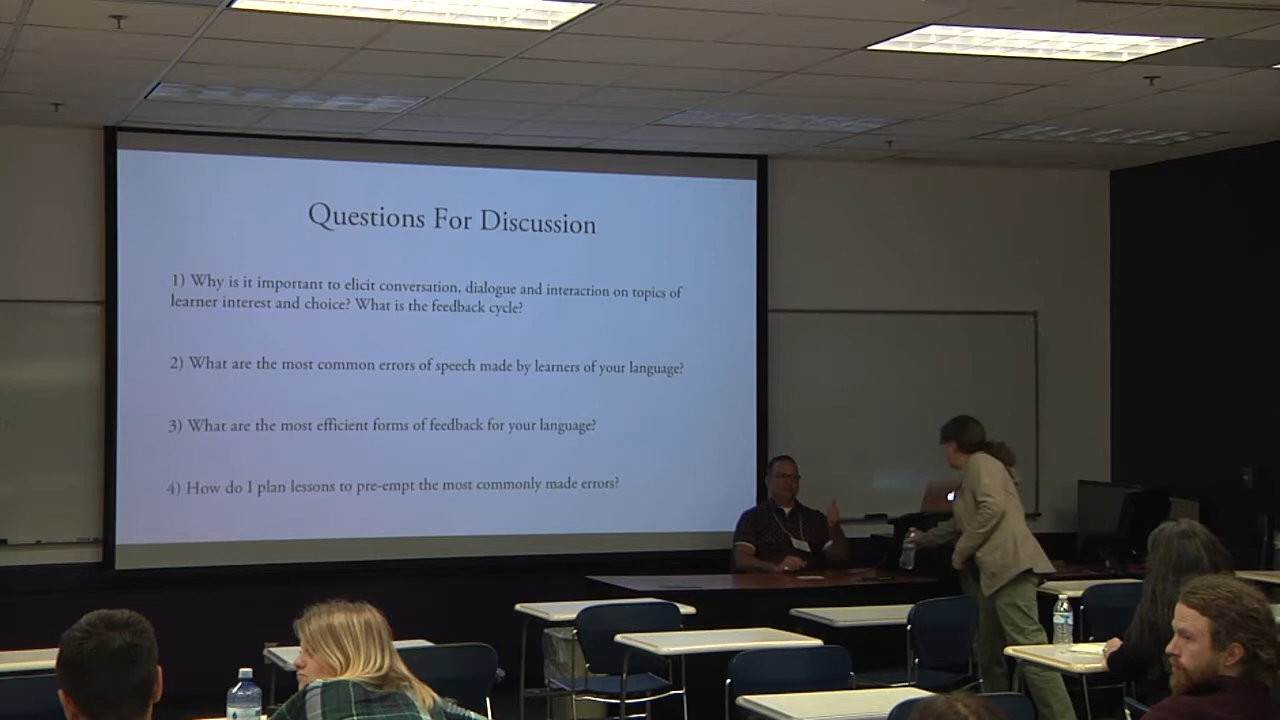 Questions For Discussion
1) Why is it important to elicit conversation, dialogue and interaction on topics of
learner interest and choice? What is the feedback cycle?
2) What are the most common errors of speech made by learners of your language?
3) What are the most efficient forms of feedback for your language?
4) How do I plan lessons to pre-empt the most commonly made errors?